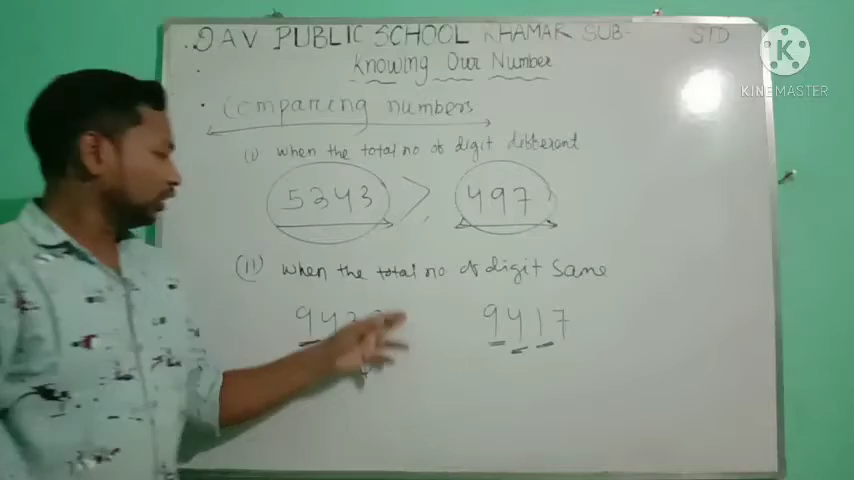 DAV PUBLIC SCHOOL KHAMAR SUB- STD
Knowing Our Number
Comparing numbers
(i) When the total no of digit different
5343 > 497
(II) When the total no of digit Same
9417
K
KINEMASTER